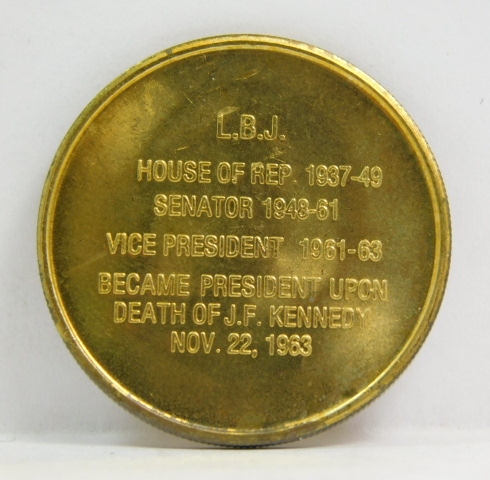 L.B.J.
HOUSE OF REP. 1937-49
SENATOR 1948-61
VICE PRESIDENT 1961-63
BECAME PRESIDENT UPON
DEATH OF J.F. KENNEDY
NOV. 22, 1963